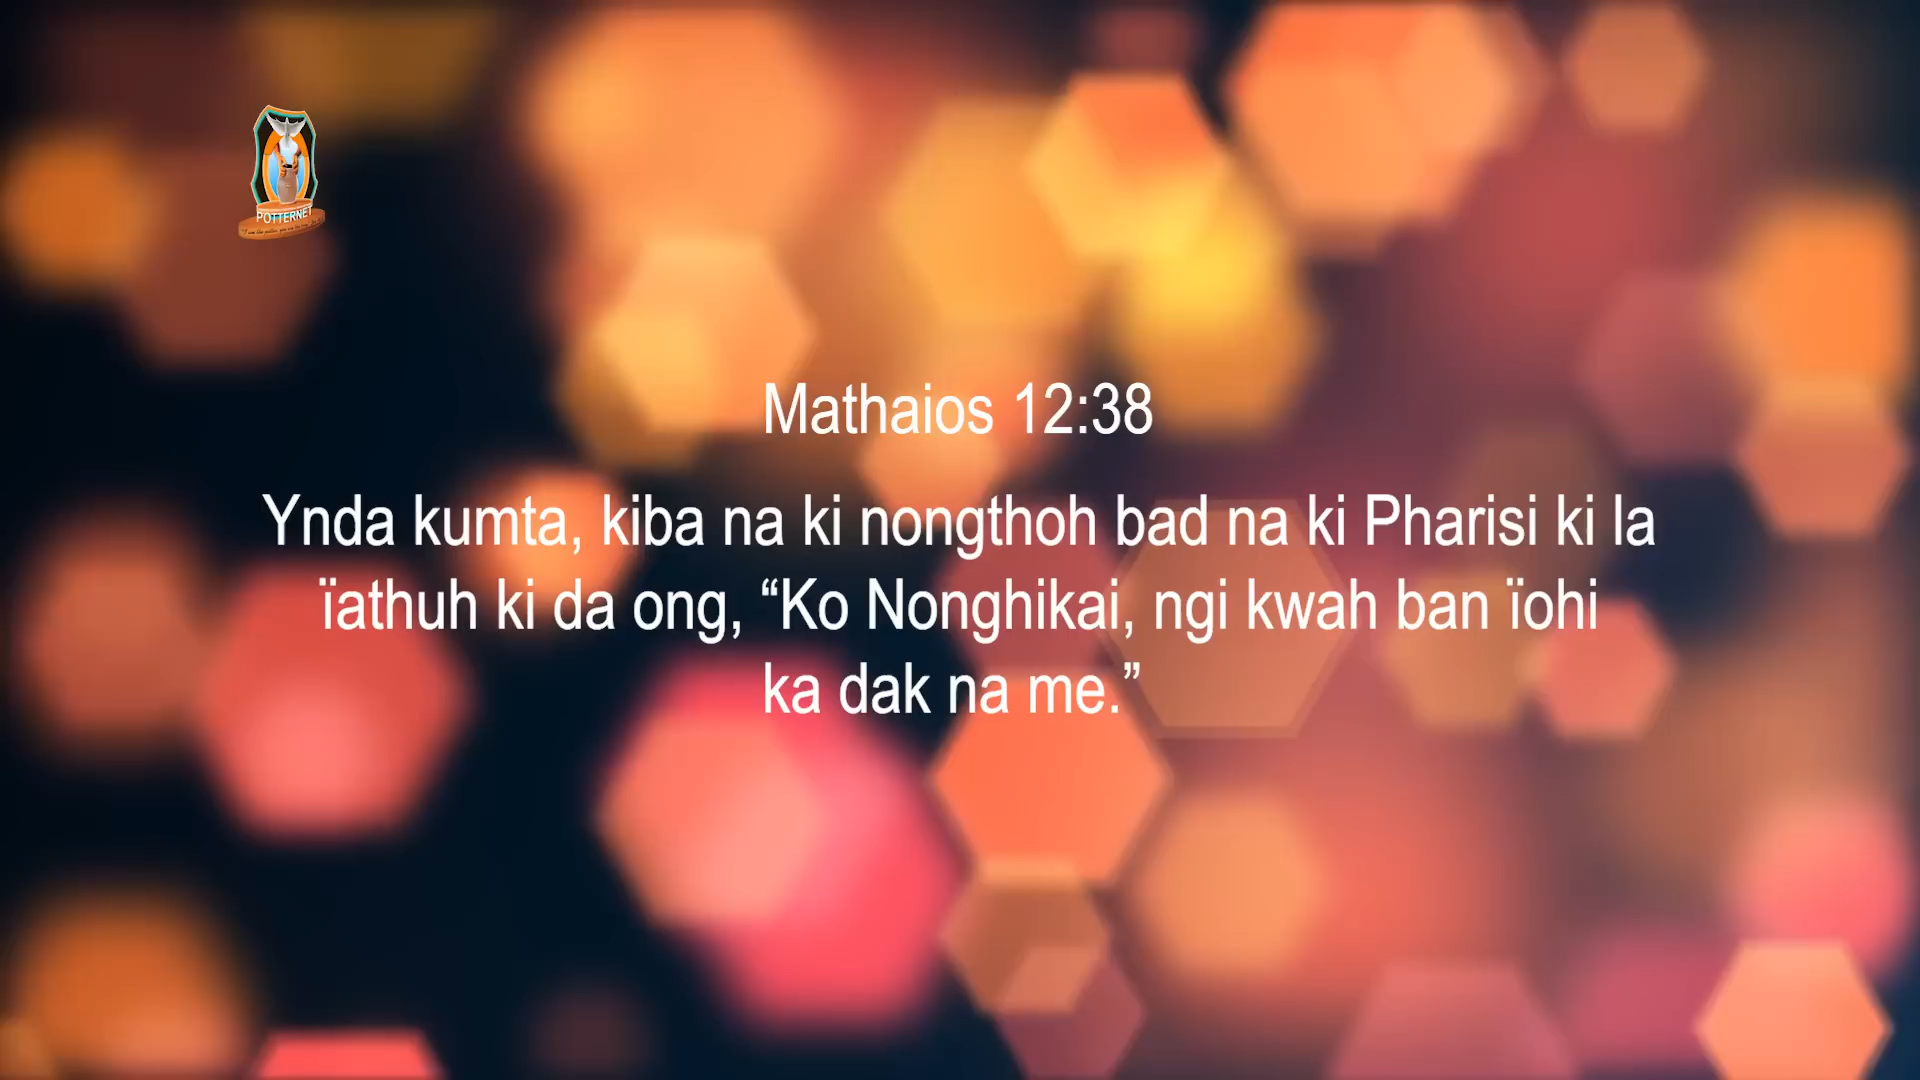 POTTERNET
Mathaios 12:38
Ynda kumta, kiba na ki nongthoh bad na ki Pharisi ki la
ïathuh ki da ong, “Ko Nonghikai, ngi kwah ban ïohi
ka dak na me.”